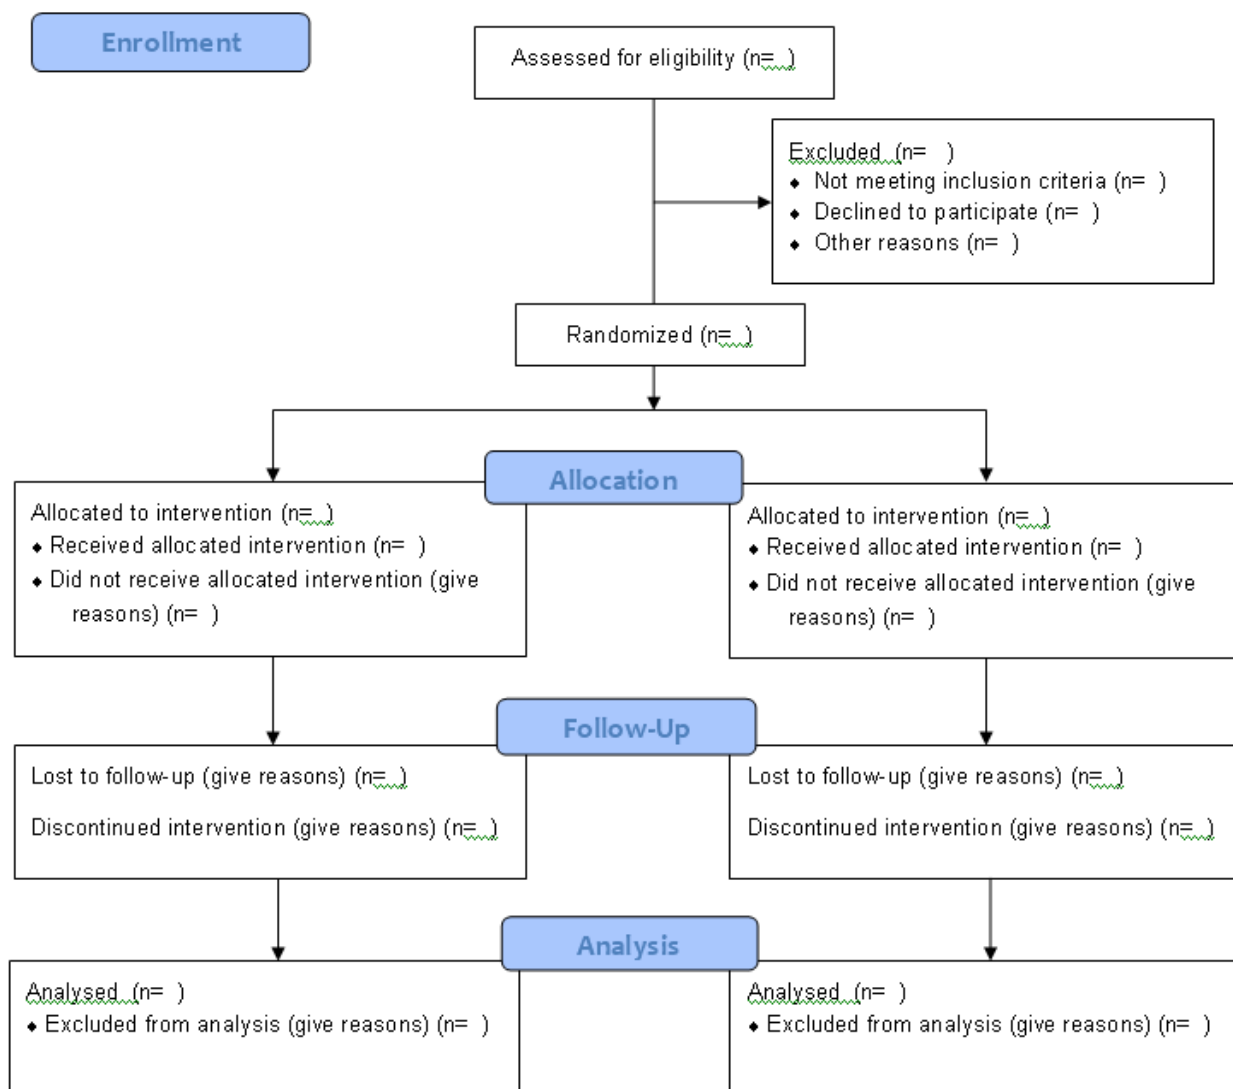 Enrollment
Assessed for eligibility (n= )
Excluded (n= )
♦ Not meeting inclusion criteria (n= )
♦ Declined to participate (n= )
♦ Other reasons (n= )
Randomized (n= )
Allocation
Allocated to intervention (n= )
♦ Received allocated intervention (n= )
♦ Did not receive allocated intervention (give
reasons) (n= )
Allocated to intervention (n= )
♦ Received allocated intervention (n= )
♦ Did not receive allocated intervention (give
reasons) (n= )
Follow-Up
Lost to follow-up (give reasons) (n= )
Discontinued intervention (give reasons) (n= )
Lost to follow-up (give reasons) (n= )
Discontinued intervention (give reasons) (n= )
Analysis
Analysed (n= )
♦ Excluded from analysis (give reasons) (n= )
Analysed (n= )
♦ Excluded from analysis (give reasons) (n= )